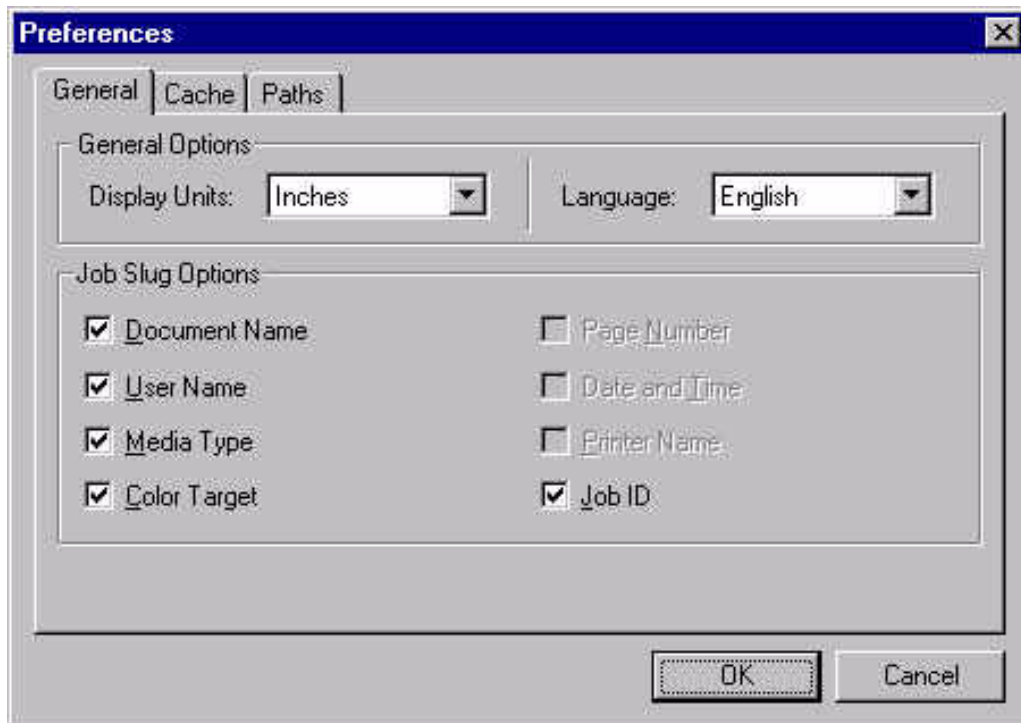 Preferences
General Cache Paths
General Options
Display Units: Inches Language: English
Job Slug Options
Document Name Page Number
User Name Date and Time
Media Type Printer Name
Color Target Job ID
OK Cancel